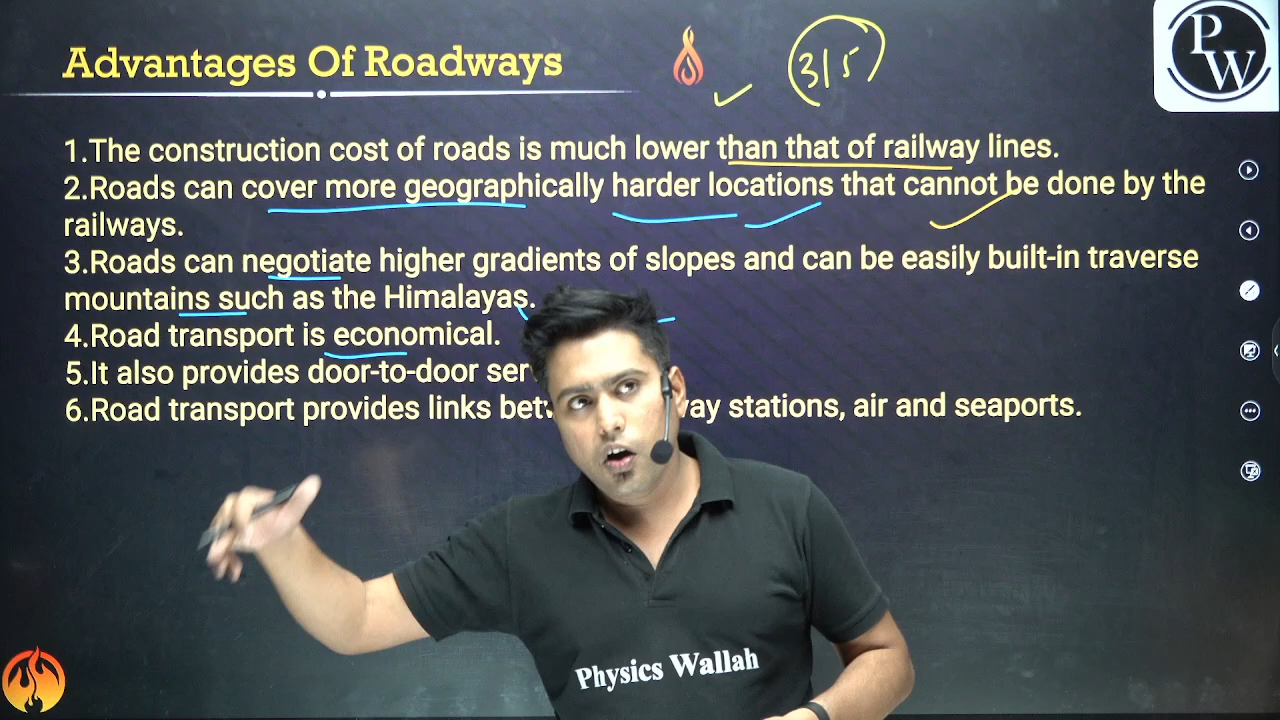 Advantages Of Roadways
3/5
PW
1.The construction cost of roads is much lower than that of railway lines.
2.Roads can cover more geographically harder locations that cannot be done by the
railways.
3.Roads can negotiate higher gradients of slopes and can be easily built-in traverse
mountains such as the Himalayas.
4.Road transport is economical.
5.It also provides door-to-door
6.Road transport provides links stations, air and seaports.
Physics Wallah